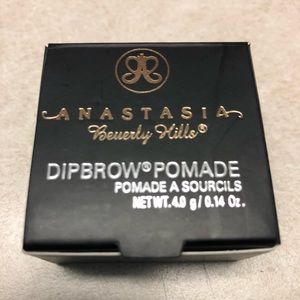 ANASTASIA
Beverly Hills®
DIPBROW® POMADE
POMADE A SOURCILS
NET WT. 4.0 g / 0.14 Oz.